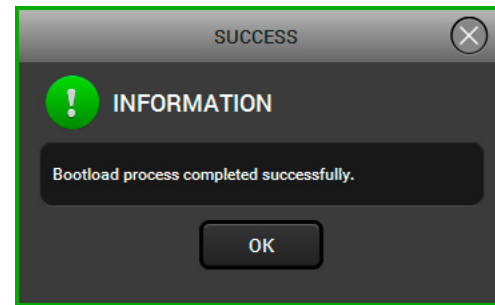 SUCCESS
INFORMATION
Bootload process completed successfully.
OK